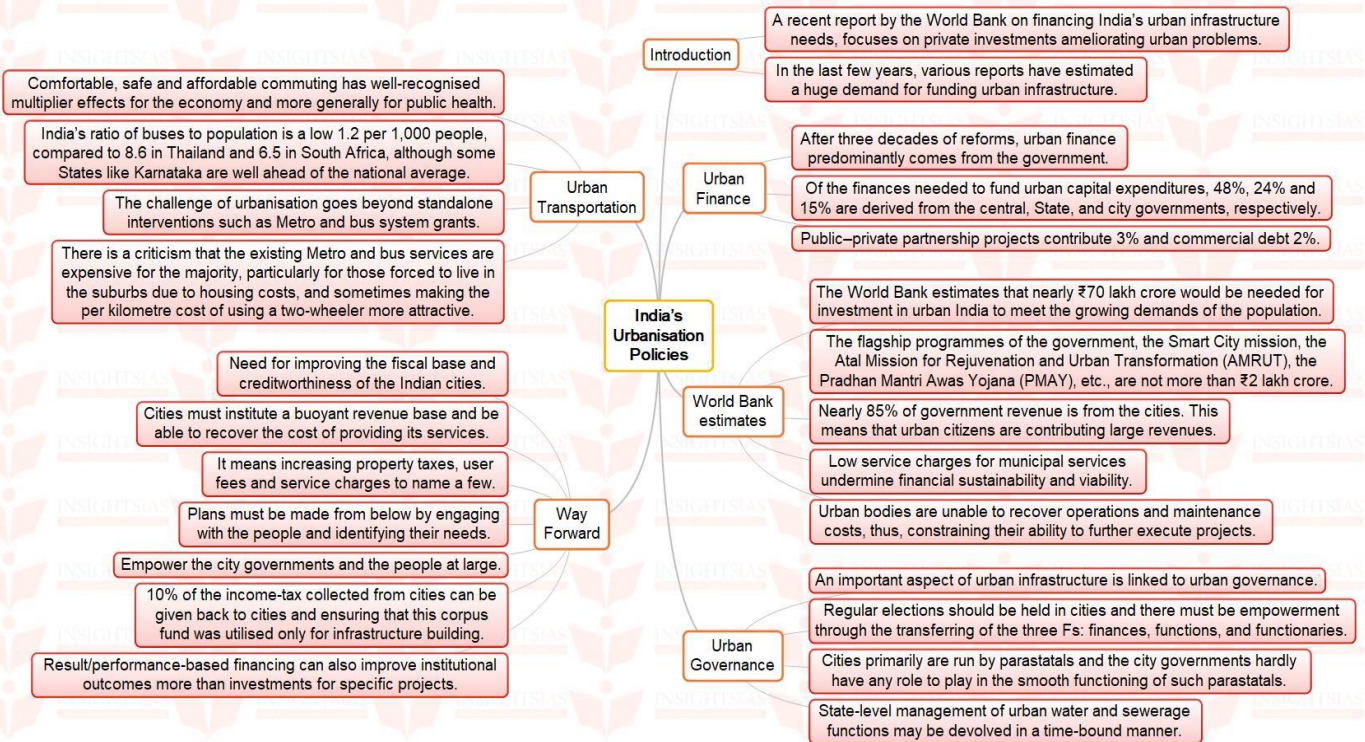 India's
Urbanisation
Policies
Introduction
A recent report by the World Bank on financing India's urban infrastructure
needs, focuses on private investments ameliorating urban problems.
In the last few years, various reports have estimated
a huge demand for funding urban infrastructure.
Urban
Finance
After three decades of reforms, urban finance
predominantly comes from the government.
Of the finances needed to fund urban capital expenditures, 48%, 24% and
15% are derived from the central, State, and city governments, respectively.
Public–private partnership projects contribute 3% and commercial debt 2%.
World Bank
estimates
The World Bank estimates that nearly ₹70 lakh crore would be needed for
investment in urban India to meet the growing demands of the population.
The flagship programmes of the government, the Smart City mission, the
Atal Mission for Rejuvenation and Urban Transformation (AMRUT), the
Pradhan Mantri Awas Yojana (PMAY), etc., are not more than ₹2 lakh crore.
Nearly 85% of government revenue is from the cities. This
means that urban citizens are contributing large revenues.
Low service charges for municipal services
undermine financial sustainability and viability.
Urban bodies are unable to recover operations and maintenance
costs, thus, constraining their ability to further execute projects.
Urban
Governance
An important aspect of urban infrastructure is linked to urban governance.
Regular elections should be held in cities and there must be empowerment
through the transferring of the three Fs: finances, functions, and functionaries.
Cities primarily are run by parastatals and the city governments hardly
have any role to play in the smooth functioning of such parastatals.
State-level management of urban water and sewerage
functions may be devolved in a time-bound manner.
Urban
Transportation
Comfortable, safe and affordable commuting has well-recognised
multiplier effects for the economy and more generally for public health.
India's ratio of buses to population is a low 1.2 per 1,000 people,
compared to 8.6 in Thailand and 6.5 in South Africa, although some
States like Karnataka are well ahead of the national average.
The challenge of urbanisation goes beyond standalone
interventions such as Metro and bus system grants.
There is a criticism that the existing Metro and bus services are
expensive for the majority, particularly for those forced to live in
the suburbs due to housing costs, and sometimes making the
per kilometre cost of using a two-wheeler more attractive.
Way
Forward
Need for improving the fiscal base and
creditworthiness of the Indian cities.
Cities must institute a buoyant revenue base and be
able to recover the cost of providing its services.
It means increasing property taxes, user
fees and service charges to name a few.
Plans must be made from below by engaging
with the people and identifying their needs.
Empower the city governments and the people at large.
10% of the income-tax collected from cities can be
given back to cities and ensuring that this corpus
fund was utilised only for infrastructure building.
Result/performance-based financing can also improve institutional
outcomes more than investments for specific projects.
INSIGHTSIAS